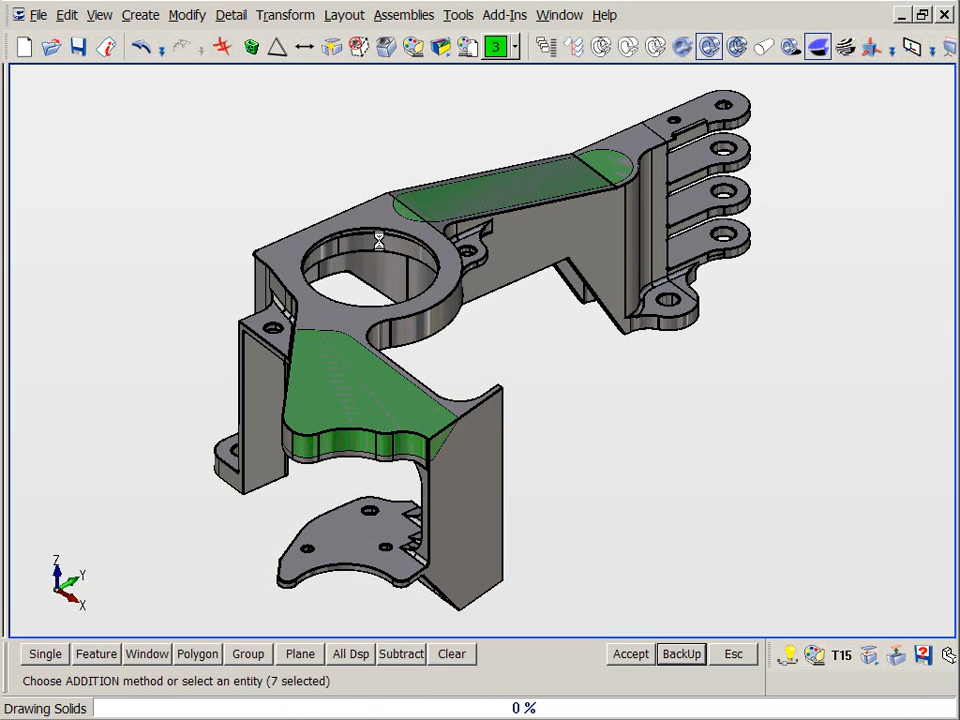 File Edit View Create Modify Detail Transform Layout Assemblies Tools Add-Ins Window Help
3
Z
Y
X
Single Feature Window Polygon Group Plane All Dsp Subtract Clear Accept BackUp Esc T15
Choose ADDITION method or select an entity (7 selected)
Drawing Solids 0 %